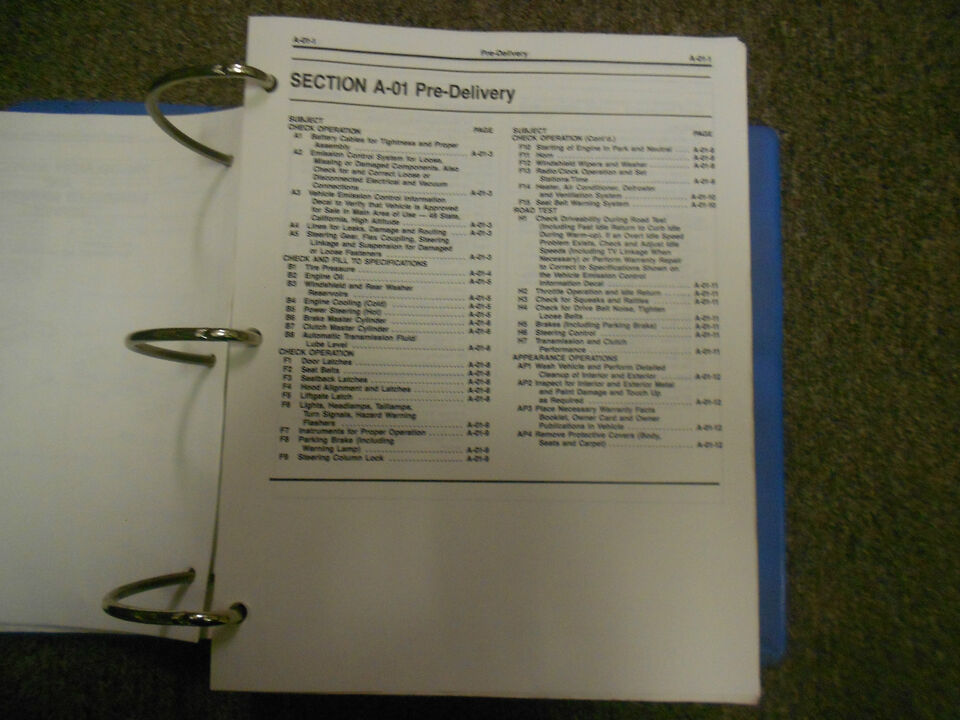 A-01-1 Pre-Delivery A-01-1
SECTION A-01 Pre-Delivery
SUBJECT PAGE
CHECK OPERATION
A1 Battery Cables for Tightness and Proper
Assembly A-01-3
A2 Emission Control System for Loose,
Missing or Damaged Components. Also
Check for and Correct Loose or
Disconnected Electrical and Vacuum
Connections A-01-3
A3 Vehicle Emission Control Information
Decal to Verify that Vehicle is Approved
for Sale in Main Area of Use — 49 State,
California, High Altitude A-01-3
A4 Lines for Leaks, Damage and Routing A-01-3
A5 Steering Gear, Flex Coupling, Steering
Linkage and Suspension for Damaged
or Loose Fasteners A-01-3
CHECK AND FILL TO SPECIFICATIONS
B1 Tire Pressure A-01-4
B2 Engine Oil A-01-5
B3 Windshield and Rear Washer
Reservoirs A-01-5
B4 Engine Cooling (Cold) A-01-5
B5 Power Steering (Hot) A-01-5
B6 Brake Master Cylinder A-01-6
B7 Clutch Master Cylinder A-01-6
B8 Automatic Transmission Fluid/
Lube Level A-01-6
CHECK OPERATION
F1 Door Latches A-01-8
F2 Seat Belts A-01-8
F3 Seatback Latches A-01-8
F4 Hood Alignment and Latches A-01-8
F5 Liftgate Latch A-01-8
F6 Lights, Headlamps, Taillamps,
Turn Signals, Hazard Warning
Flashers A-01-8
F7 Instruments for Proper Operation A-01-8
F8 Parking Brake (Including
Warning Lamp) A-01-8
F9 Steering Column Lock A-01-8
SUBJECT PAGE
CHECK OPERATION (Cont'd.)
F10 Starting of Engine in Park and Neutral A-01-8
F11 Horn A-01-8
F12 Windshield Wipers and Washer A-01-8
F13 Radio/Clock Operation and Set
Stations/Time A-01-8
F14 Heater, Air Conditioner, Defroster
and Ventilation System A-01-10
F15 Seat Belt Warning System A-01-10
ROAD TEST
H1 Check Driveability During Road Test
(Including Fast Idle Return to Curb Idle
During Warm-up). If an Overt Idle Speed
Problem Exists, Check and Adjust Idle
Speeds (Including TV Linkage When
Necessary) or Perform Warranty Repair
to Correct to Specifications Shown on
the Vehicle Emission Control
Information Decal A-01-11
H2 Throttle Operation and Idle Return A-01-11
H3 Check for Squeaks and Rattles A-01-11
H4 Check for Drive Belt Noise, Tighten
Loose Belts A-01-11
H5 Brakes (Including Parking Brake) A-01-11
H6 Steering Control A-01-11
H7 Transmission and Clutch
Performance A-01-11
APPEARANCE OPERATIONS
AP1 Wash Vehicle and Perform Detailed
Cleanup of Interior and Exterior A-01-12
AP2 Inspect for Interior and Exterior Metal
and Paint Damage and Touch Up
as Required A-01-12
AP3 Place Necessary Warranty Facts
Booklet, Owner Card and Owner
Publications in Vehicle A-01-12
AP4 Remove Protective Covers (Body,
Seats and Carpet) A-01-12